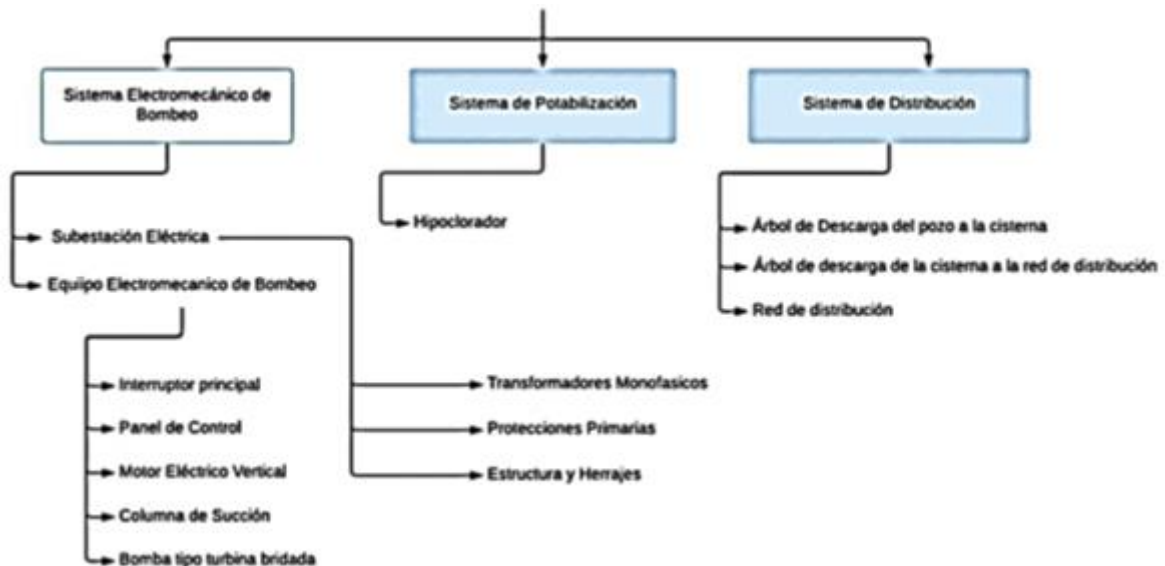 Sistema Electromecánico de
Bombeo
Sistema de Potabilización
Sistema de Distribución
Subestación Eléctrica
Equipo Electromecanico de Bombeo
Hipoclorador
Árbol de Descarga del pozo a la cisterna
Árbol de descarga de la cisterna a la red de distribución
Red de distribución
Interruptor principal
Panel de Control
Motor Eléctrico Vertical
Columna de Succión
Bomba tipo turbina bridada
Transformadores Monofasicos
Protecciones Primarias
Estructura y Herrajes